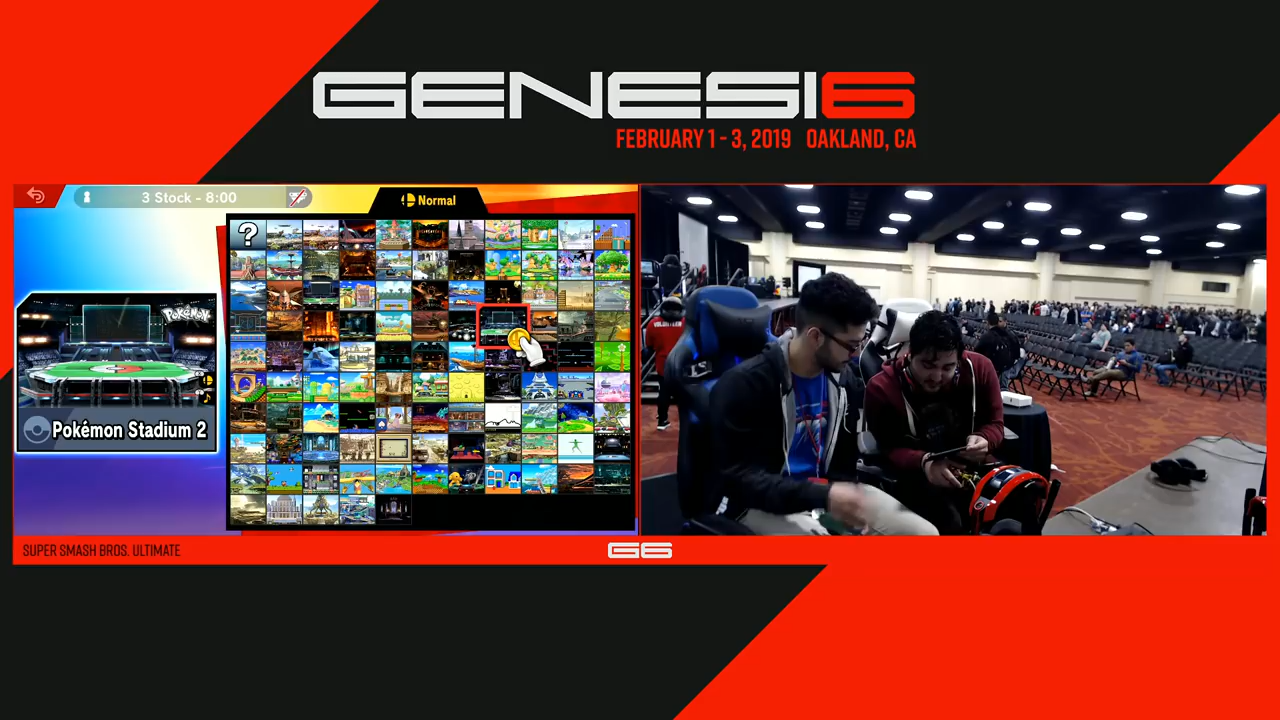 GENESI6
FEBRUARY 1 - 3, 2019 OAKLAND, CA
3 Stock - 8:00
Normal
?
POKéMON
Pokémon Stadium 2
VOLUNTEER
SUPER SMASH BROS. ULTIMATE
G6